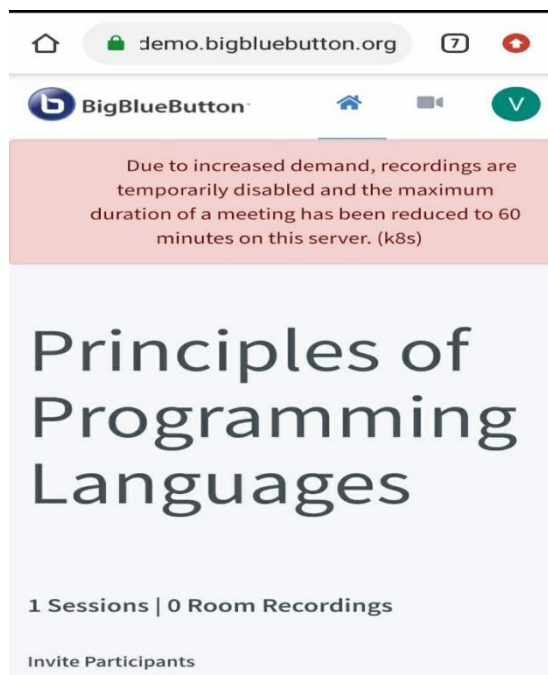 demo.bigbluebutton.org 7
b BigBlueButton V
Due to increased demand, recordings are
temporarily disabled and the maximum
duration of a meeting has been reduced to 60
minutes on this server. (k8s)
Principles of
Programming
Languages
1 Sessions | 0 Room Recordings
Invite Participants